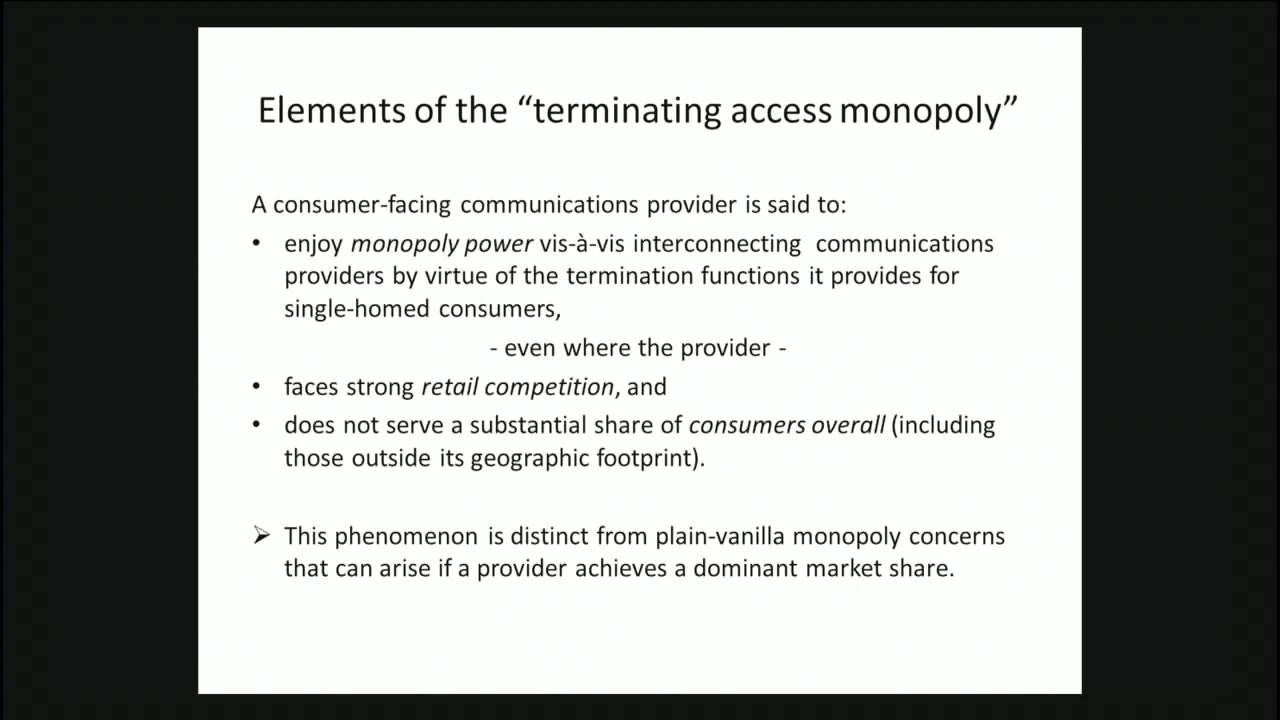 Elements of the “terminating access monopoly”
A consumer-facing communications provider is said to:
• enjoy monopoly power vis-à-vis interconnecting communications
providers by virtue of the termination functions it provides for
single-homed consumers,
- even where the provider -
• faces strong retail competition, and
• does not serve a substantial share of consumers overall (including
those outside its geographic footprint).
➢ This phenomenon is distinct from plain-vanilla monopoly concerns
that can arise if a provider achieves a dominant market share.